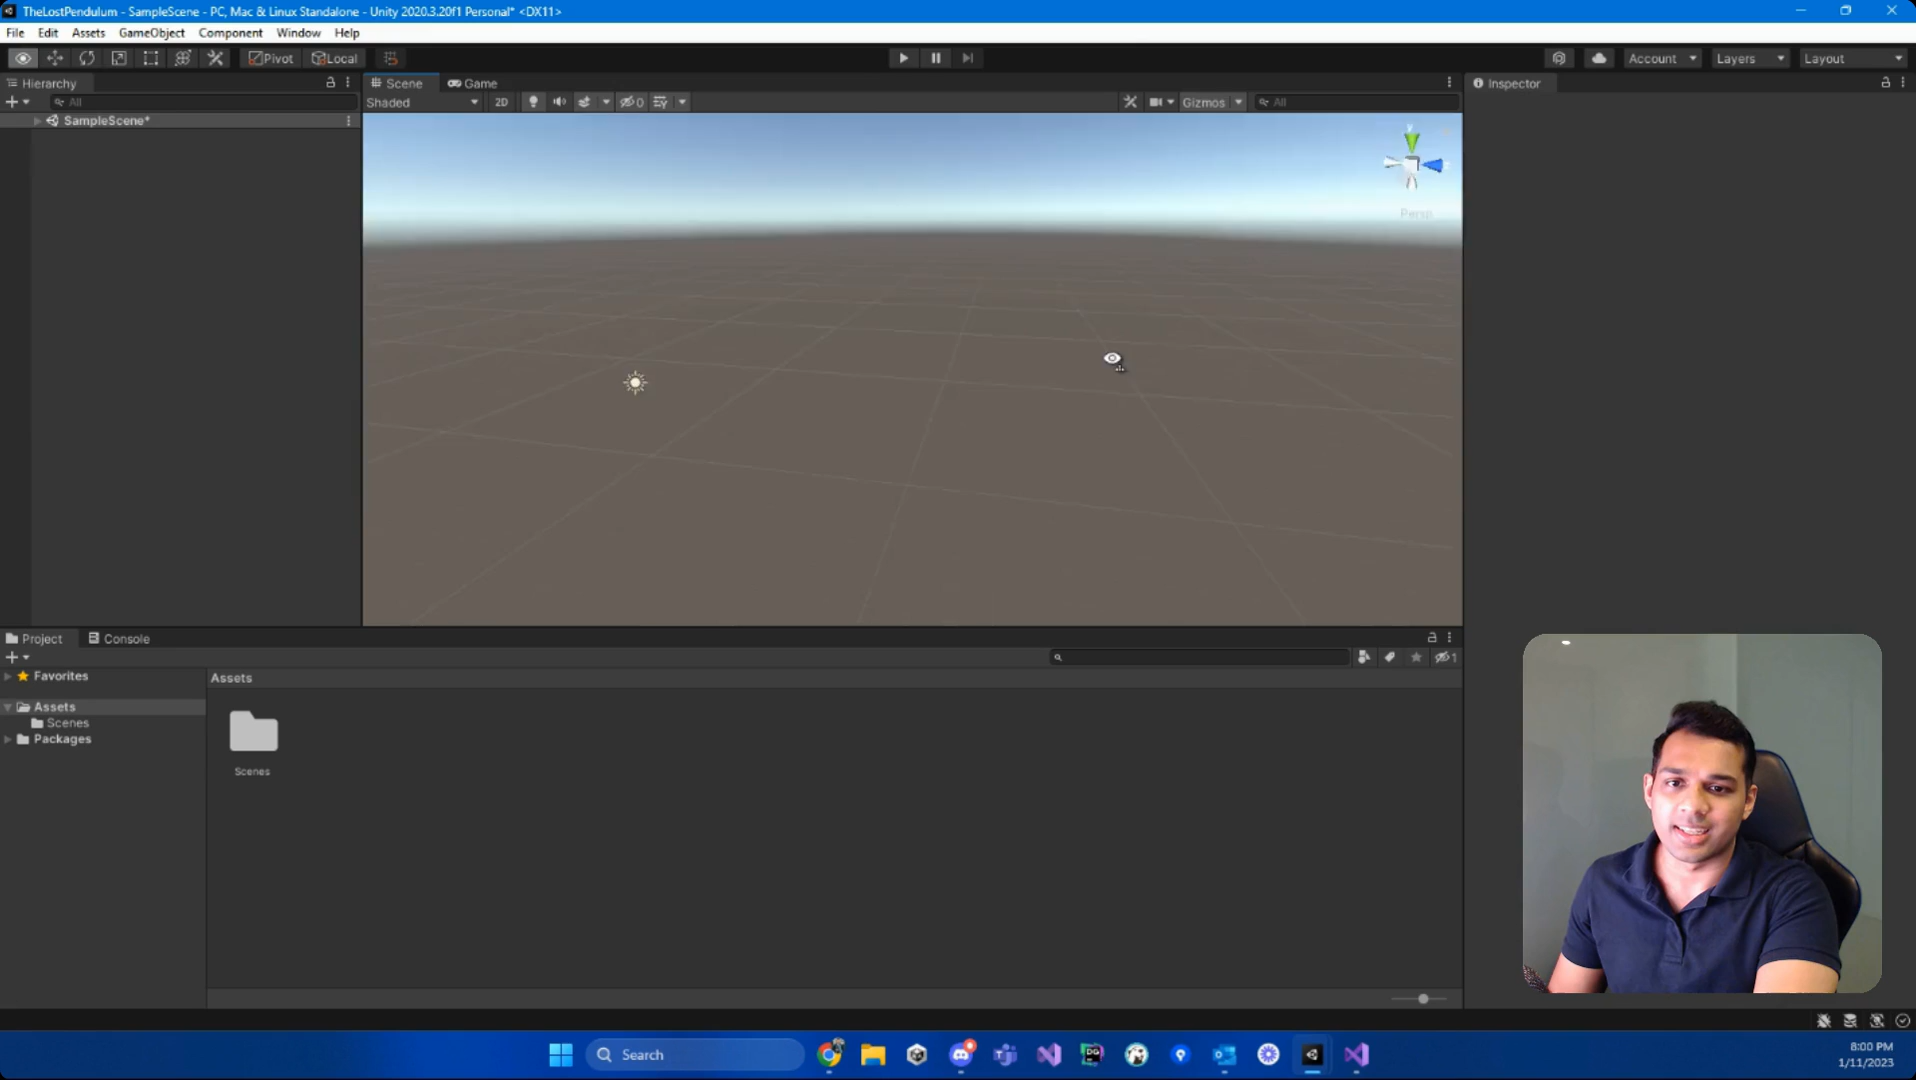 TheLostPendulum - SampleScene - PC, Mac & Linux Standalone - Unity 2020.3.20f1 Personal* <DX11>
File Edit Assets GameObject Component Window Help
Pivot Local Account Layers Layout
Hierarchy Scene Game Inspector
All Shaded 2D 0 Gizmos All
SampleScene*
y
Persp
Project Console
1
Favorites
Assets
Assets
Scenes
Packages
Scenes
Search
8:00 PM
1/11/2023